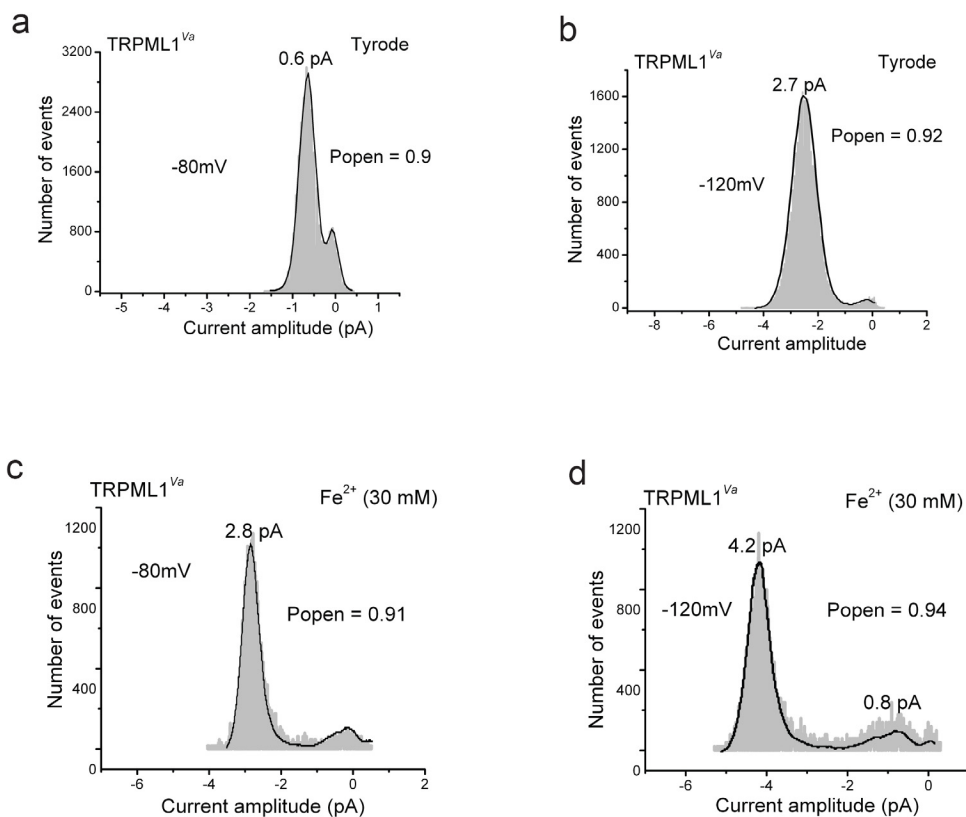 a
TRPML1Va
Tyrode
3200
0.6 pA
2400
Popen = 0.9
-80mV
1600
800
0
Number of events
-5 -4 -3 -2 -1 0 1
Current amplitude (pA)
b
TRPML1Va
Tyrode
2.7 pA
1600
Popen = 0.92
1200
-120mV
800
400
0
Number of events
-8 -6 -4 -2 0 2
Current amplitude
c
TRPML1Va
Fe2+ (30 mM)
1200
2.8 pA
-80mV
Popen = 0.91
800
400
0
Number of events
-6 -4 -2 0 2
Current amplitude (pA)
d
TRPML1Va
Fe2+ (30 mM)
1200
4.2 pA
-120mV
Popen = 0.94
800
0.8 pA
400
0
Number of events
-6 -4 -2 0
Current amplitude (pA)